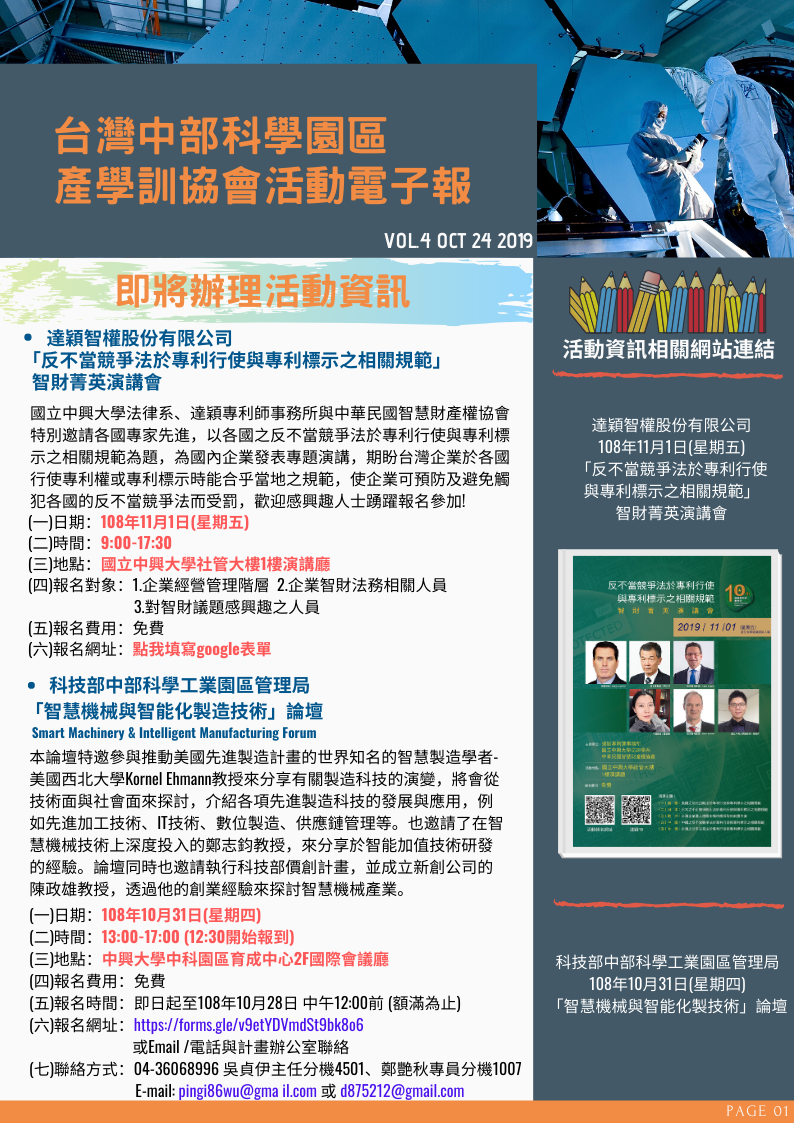 台灣中部科學園區
產學訓協會活動電子報
VOL.4 OCT 24 2019
即將辦理活動資訊
• 達穎智權股份有限公司
「反不當競爭法於專利行使與專利標示之相關規範」
智財菁英演講會
國立中興大學法律系、達穎專利師事務所與中華民國智慧財產權協會
特別邀請各國專家先進，以各國之反不當競爭法於專利行使與專利標
示之相關規範為題，為國內企業發表專題演講，期盼台灣企業於各國
行使專利權或專利標示時能合乎當地之規範，使企業可預防及避免觸
犯各國的反不當競爭法而受罰，歡迎感興趣人士踴躍報名參加!
(一)日期：108年11月1日(星期五)
(二)時間：9:00-17:30
(三)地點：國立中興大學社管大樓1樓演講廳
(四)報名對象：1.企業經營管理階層 2.企業智財法務相關人員
3.對智財議題感興趣之人員
(五)報名費用：免費
(六)報名網址：點我填寫google表單
• 科技部中部科學工業園區管理局
「智慧機械與智能化製造技術」論壇
Smart Machinery & Intelligent Manufacturing Forum
本論壇特邀參與推動美國先進製造計畫的世界知名的智慧製造學者-
美國西北大學Kornel Ehmann教授來分享有關製造科技的演變，將會從
技術面與社會面來探討，介紹各項先進製造科技的發展與應用，例
如先進加工技術、IT技術、數位製造、供應鏈管理等。也邀請了在智
慧機械技術上深度投入的鄭志鈞教授，來分享於智能加值技術研發
的經驗。論壇同時也邀請執行科技部價創計畫，並成立新創公司的
陳政雄教授，透過他的創業經驗來探討智慧機械產業。
(一)日期：108年10月31日(星期四)
(二)時間：13:00-17:00 (12:30開始報到)
(三)地點：中興大學中科園區育成中心2F國際會議廳
(四)報名費用：免費
(五)報名時間：即日起至108年10月28日 中午12:00前 (額滿為止)
(六)報名網址：https://forms.gle/v9etYDVmdSt9bk8o6
或Email /電話與計畫辦公室聯絡
(七)聯絡方式：04-36068996 吳貞伊主任分機4501、鄭艷秋專員分機1007
E-mail: pingi86wu@gma il.com 或 d875212@gmail.com
活動資訊相關網站連結
達穎智權股份有限公司
108年11月1日(星期五)
「反不當競爭法於專利行使
與專利標示之相關規範」
智財菁英演講會
反不當競爭法於專利行使
與專利標示之相關規範
智財菁英演講會
10
2019 / 11 / 01
科技部中部科學工業園區管理局
108年10月31日(星期四)
「智慧機械與智能化製技術」論壇
PAGE 01